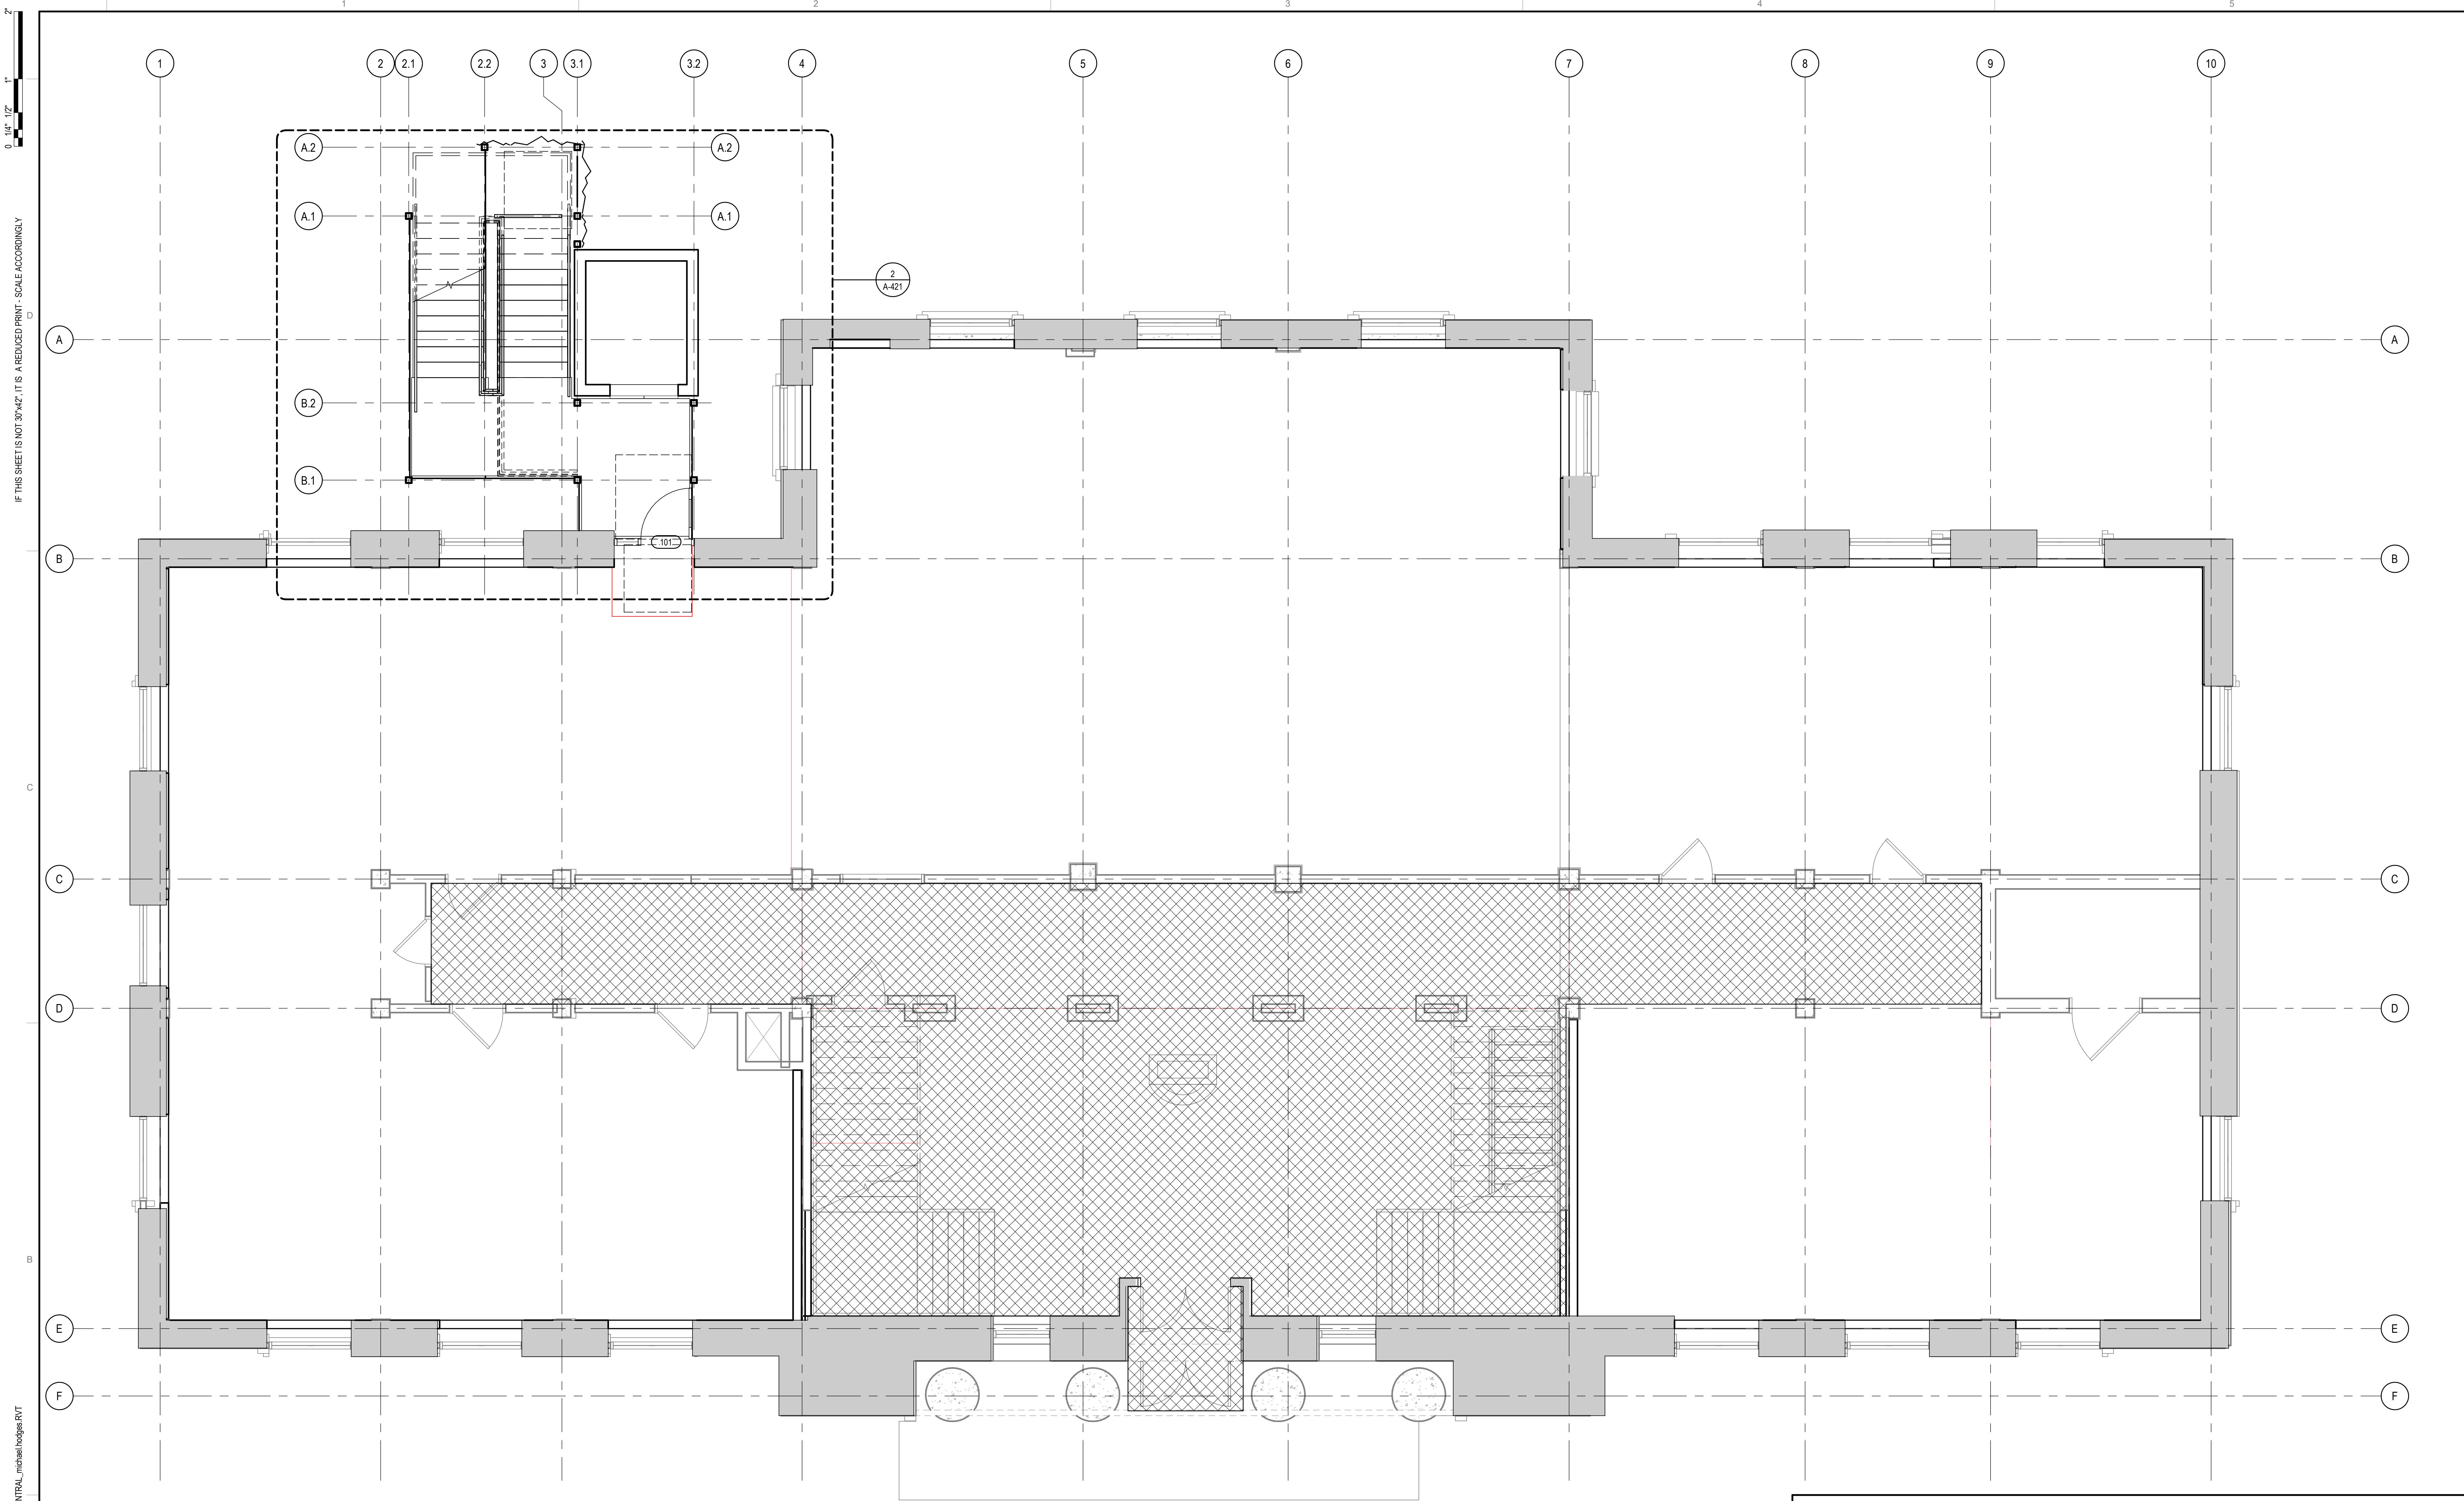 1 2 3 4 5
2"
1"
1/2"
1/4"
0
1 2 2.1 2.2 3 3.1 3.2 4 5 6 7 8 9 10
A.2 A.2
A.1 A.1
IF THIS SHEET IS NOT 30"x42", IT IS A REDUCED PRINT - SCALE ACCORDINGLY
2
A-421
D
A A
B.2
B.1
101
B B
C
C C
D D
B
E E
F F
NTRAL_michael.hodges.RVT